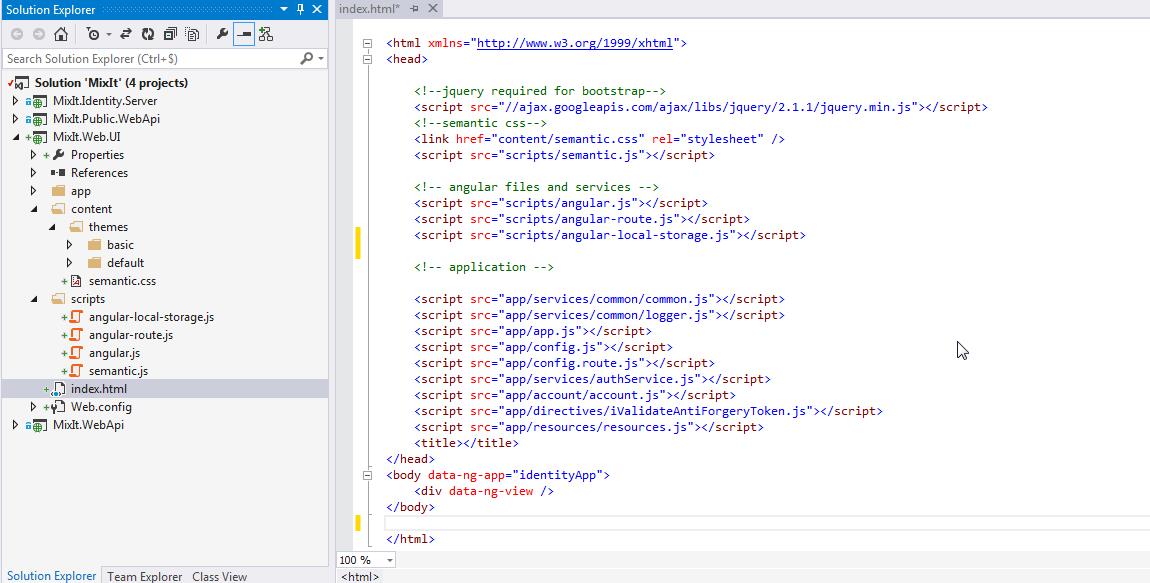 Solution Explorer
Search Solution Explorer (Ctrl+$)
Solution 'MixIt' (4 projects)
MixIt.Identity.Server
MixIt.Public.WebApi
MixIt.Web.UI
Properties
References
app
content
themes
basic
default
semantic.css
scripts
angular-local-storage.js
angular-route.js
angular.js
semantic.js
index.html
Web.config
MixIt.WebApi
Solution Explorer
Team Explorer
Class View
index.html*
<html xmlns="http://www.w3.org/1999/xhtml">
<head>
<!--jquery required for bootstrap-->
<script src="//ajax.googleapis.com/ajax/libs/jquery/2.1.1/jquery.min.js"></script>
<!--semantic css-->
<link href="content/semantic.css" rel="stylesheet" />
<script src="scripts/semantic.js"></script>
<!-- angular files and services -->
<script src="scripts/angular.js"></script>
<script src="scripts/angular-route.js"></script>
<script src="scripts/angular-local-storage.js"></script>
<!-- application -->
<script src="app/services/common/common.js"></script>
<script src="app/services/common/logger.js"></script>
<script src="app/app.js"></script>
<script src="app/config.js"></script>
<script src="app/config.route.js"></script>
<script src="app/services/authService.js"></script>
<script src="app/account/account.js"></script>
<script src="app/directives/iValidateAntiForgeryToken.js"></script>
<script src="app/resources/resources.js"></script>
<title></title>
</head>
<body data-ng-app="identityApp">
<div data-ng-view />
</body>
</html>
100 %
<html>